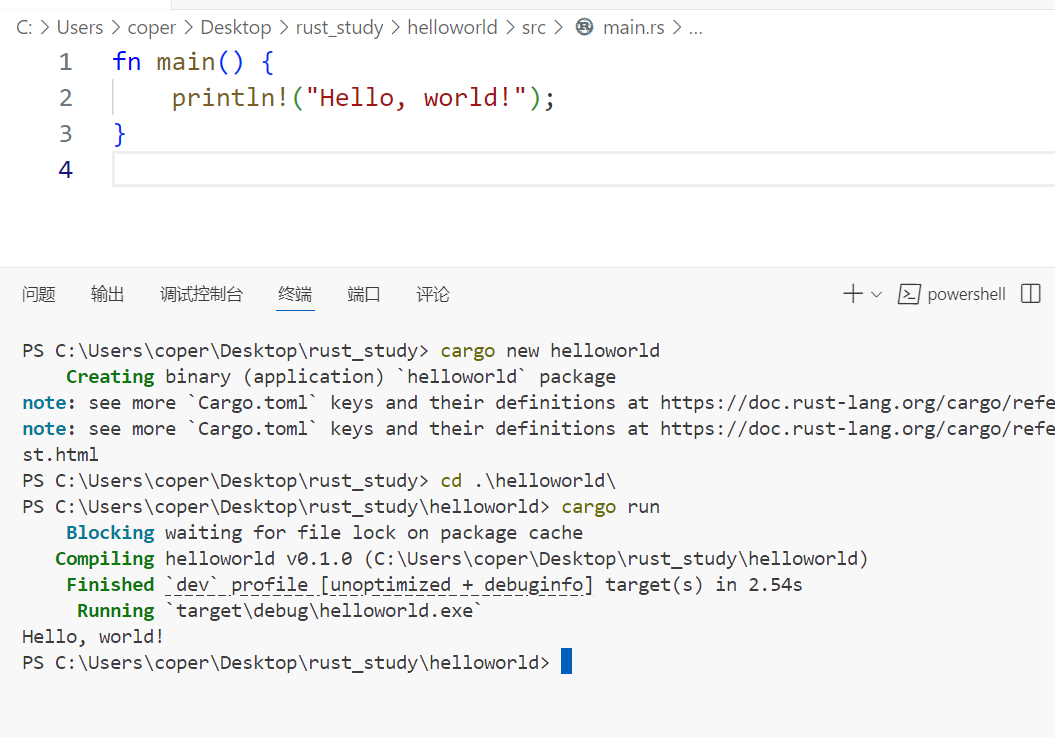 C: > Users > coper > Desktop > rust_study > helloworld > src > main.rs > ...
1 fn main() {
2     println!("Hello, world!");
3 }
4
问题 输出 调试控制台 终端 端口 评论 powershell
PS C:\Users\coper\Desktop\rust_study> cargo new helloworld
    Creating binary (application) `helloworld` package
note: see more `Cargo.toml` keys and their definitions at https://doc.rust-lang.org/cargo/refe
note: see more `Cargo.toml` keys and their definitions at https://doc.rust-lang.org/cargo/refe
st.html
PS C:\Users\coper\Desktop\rust_study> cd .\helloworld\
PS C:\Users\coper\Desktop\rust_study\helloworld> cargo run
    Blocking waiting for file lock on package cache
   Compiling helloworld v0.1.0 (C:\Users\coper\Desktop\rust_study\helloworld)
    Finished `dev` profile [unoptimized + debuginfo] target(s) in 2.54s
     Running `target\debug\helloworld.exe`
Hello, world!
PS C:\Users\coper\Desktop\rust_study\helloworld>